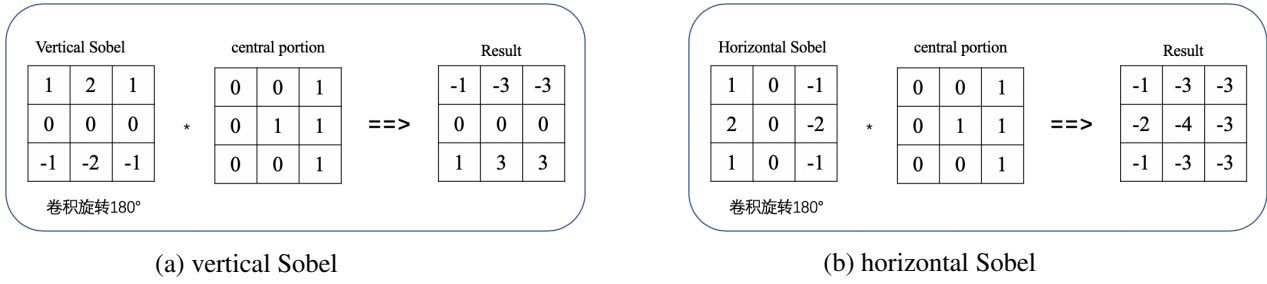 Vertical Sobel central portion Result
1 2 1 0 0 1 -1 -3 -3
0 0 0 * 0 1 1 ==> 0 0 0
-1 -2 -1 0 0 1 1 3 3
卷积旋转180°
(a) vertical Sobel
Horizontal Sobel central portion Result
1 0 -1 0 0 1 -1 -3 -3
2 0 -2 * 0 1 1 ==> -2 -4 -3
1 0 -1 0 0 1 -1 -3 -3
卷积旋转180°
(b) horizontal Sobel